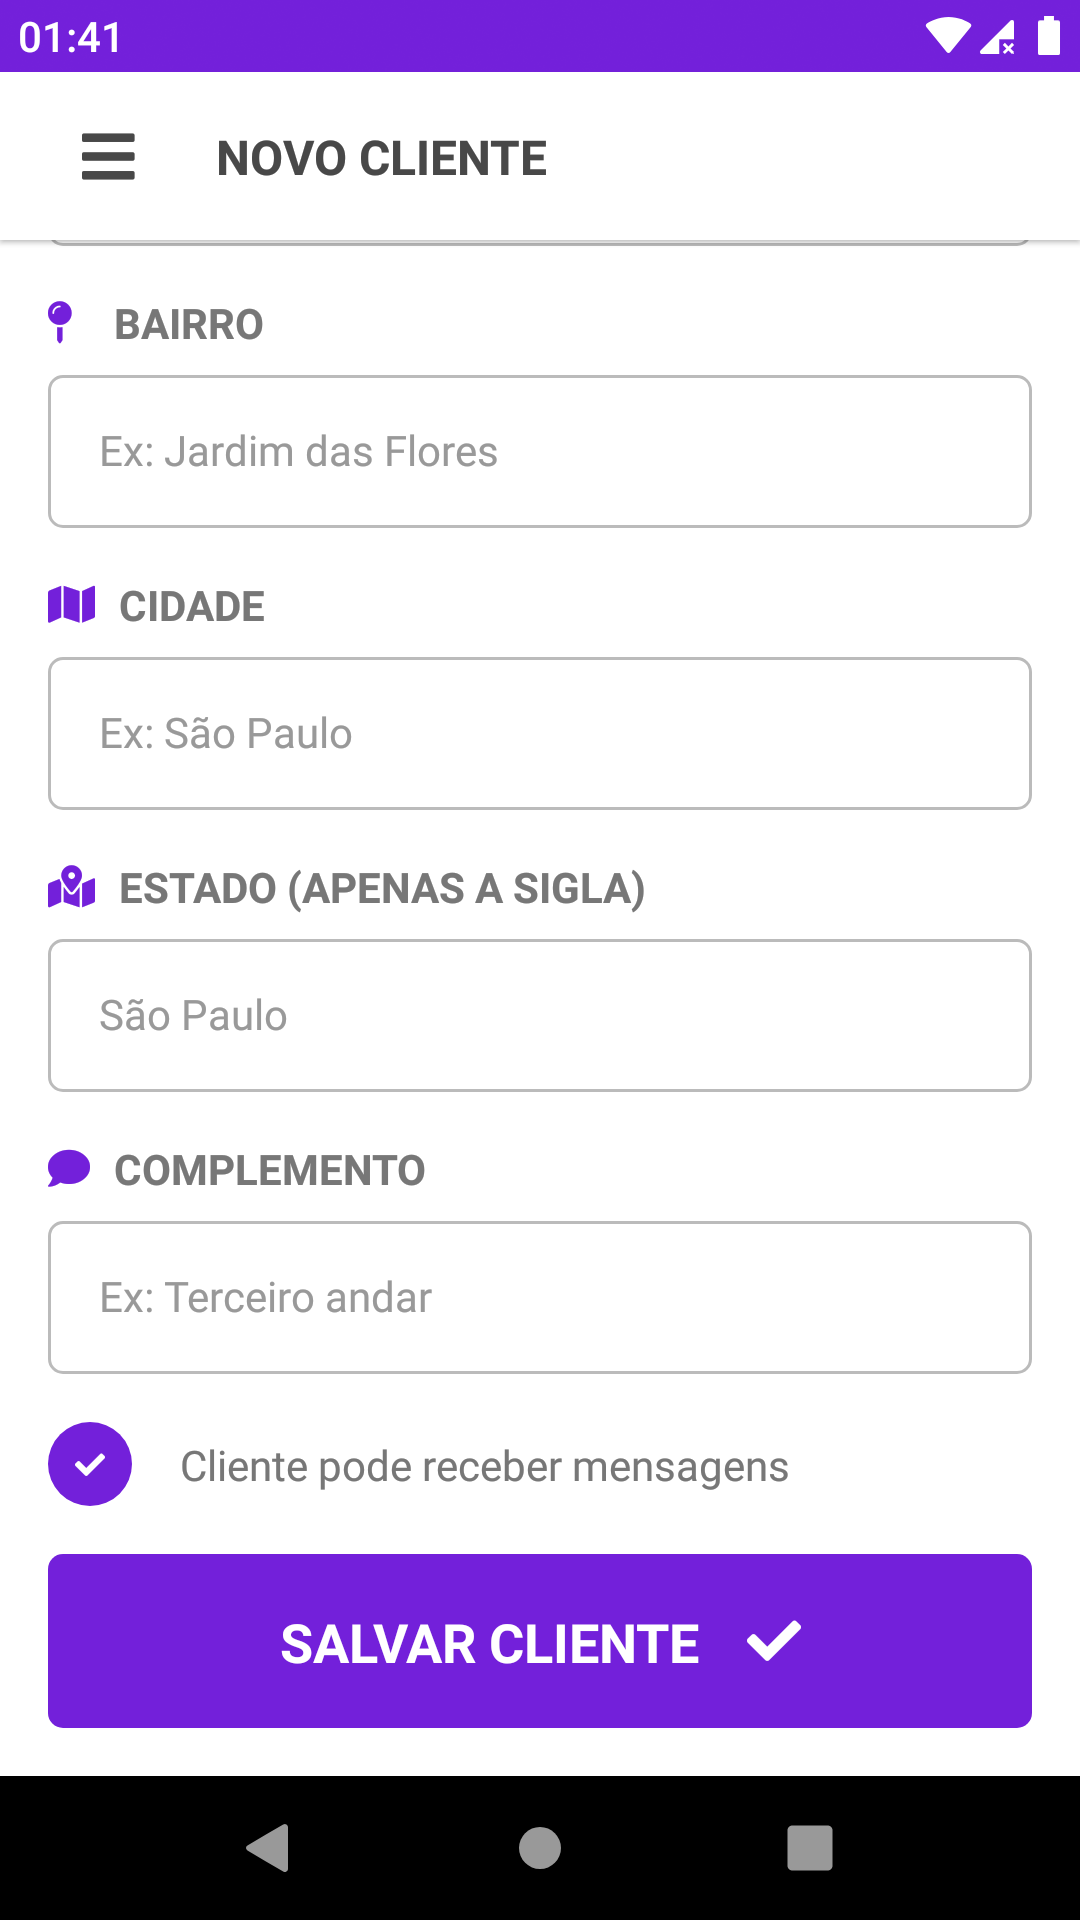 01:41
NOVO CLIENTE
BAIRRO
Ex: Jardim das Flores
CIDADE
Ex: São Paulo
ESTADO (APENAS A SIGLA)
São Paulo
COMPLEMENTO
Ex: Terceiro andar
Cliente pode receber mensagens
SALVAR CLIENTE